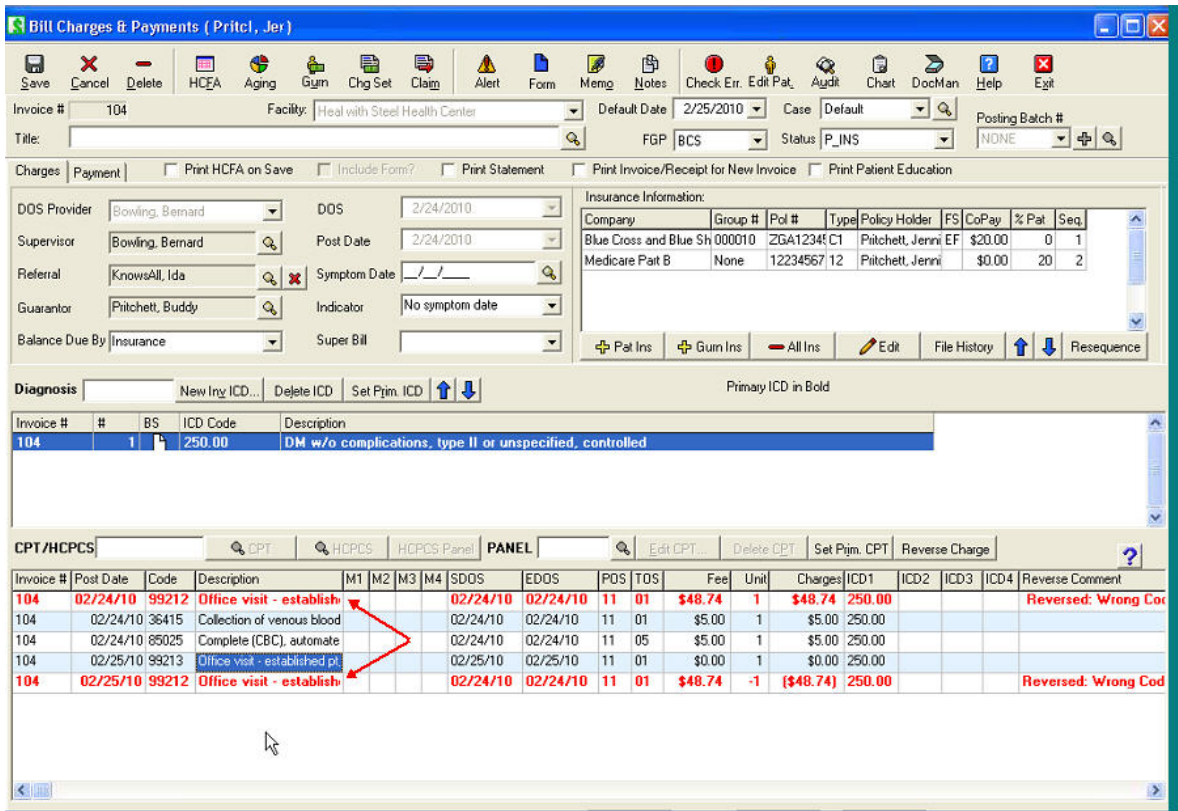 Bill Charges & Payments ( Pritcl, Jer )
Save Cancel Delete HCFA Aging Gurn Chg Set Claim Alert Form Memo Notes Check Err. Edit Pat. Audit Chart DocMan Help Exit
Invoice # 104 Facility: Heal with Steel Health Center Default Date 2/25/2010 Case Default Posting Batch #
Title: FGP BCS Status P_INS NONE
Charges Payment Print HCFA on Save Include Form? Print Statement Print Invoice/Receipt for New Invoice Print Patient Education
DOS Provider Bowling, Bernard DOS 2/24/2010 Insurance Information:
Company Group # Pol # Type Policy Holder FS CoPay % Pat Seq.
Supervisor Bowling, Bernard Post Date 2/24/2010 Blue Cross and Blue Sh 000010 ZGA12345 C1 Pritchett, Jenni EF $20.00 0 1
Medicare Part B None 12234567 12 Pritchett, Jenni $0.00 20 2
Referral KnowsAll, Ida Symptom Date _/_/___
Guarantor Pritchett, Buddy Indicator No symptom date
Balance Due By Insurance Super Bill Pat Ins Gurn Ins All Ins Edit File History Resequence
Diagnosis New Inv ICD... Delete ICD Set Prim. ICD Primary ICD in Bold
Invoice # # BS ICD Code Description
104 1 250.00 DM w/o complications, type II or unspecified, controlled
CPT/HCPCS CPT HCPCS HCPCS Panel PANEL Edit CPT... Delete CPT Set Prim. CPT Reverse Charge
Invoice # Post Date Code Description M1 M2 M3 M4 SDOS EDOS POS TOS Fee Unit Charges ICD1 ICD2 ICD3 ICD4 Reverse Comment
104 02/24/10 99212 Office visit - establish 02/24/10 02/24/10 11 01 $48.74 1 $48.74 250.00 Reversed: Wrong Cod
104 02/24/10 36415 Collection of venous blood 02/24/10 02/24/10 11 01 $5.00 1 $5.00 250.00
104 02/24/10 85025 Complete (CBC), automate 02/24/10 02/24/10 11 05 $5.00 1 $5.00 250.00
104 02/25/10 99213 Office visit - established pt, 02/25/10 02/25/10 11 01 $0.00 1 $0.00 250.00
104 02/25/10 99212 Office visit - establish 02/24/10 02/24/10 11 01 $48.74 -1 ($48.74) 250.00 Reversed: Wrong Cod